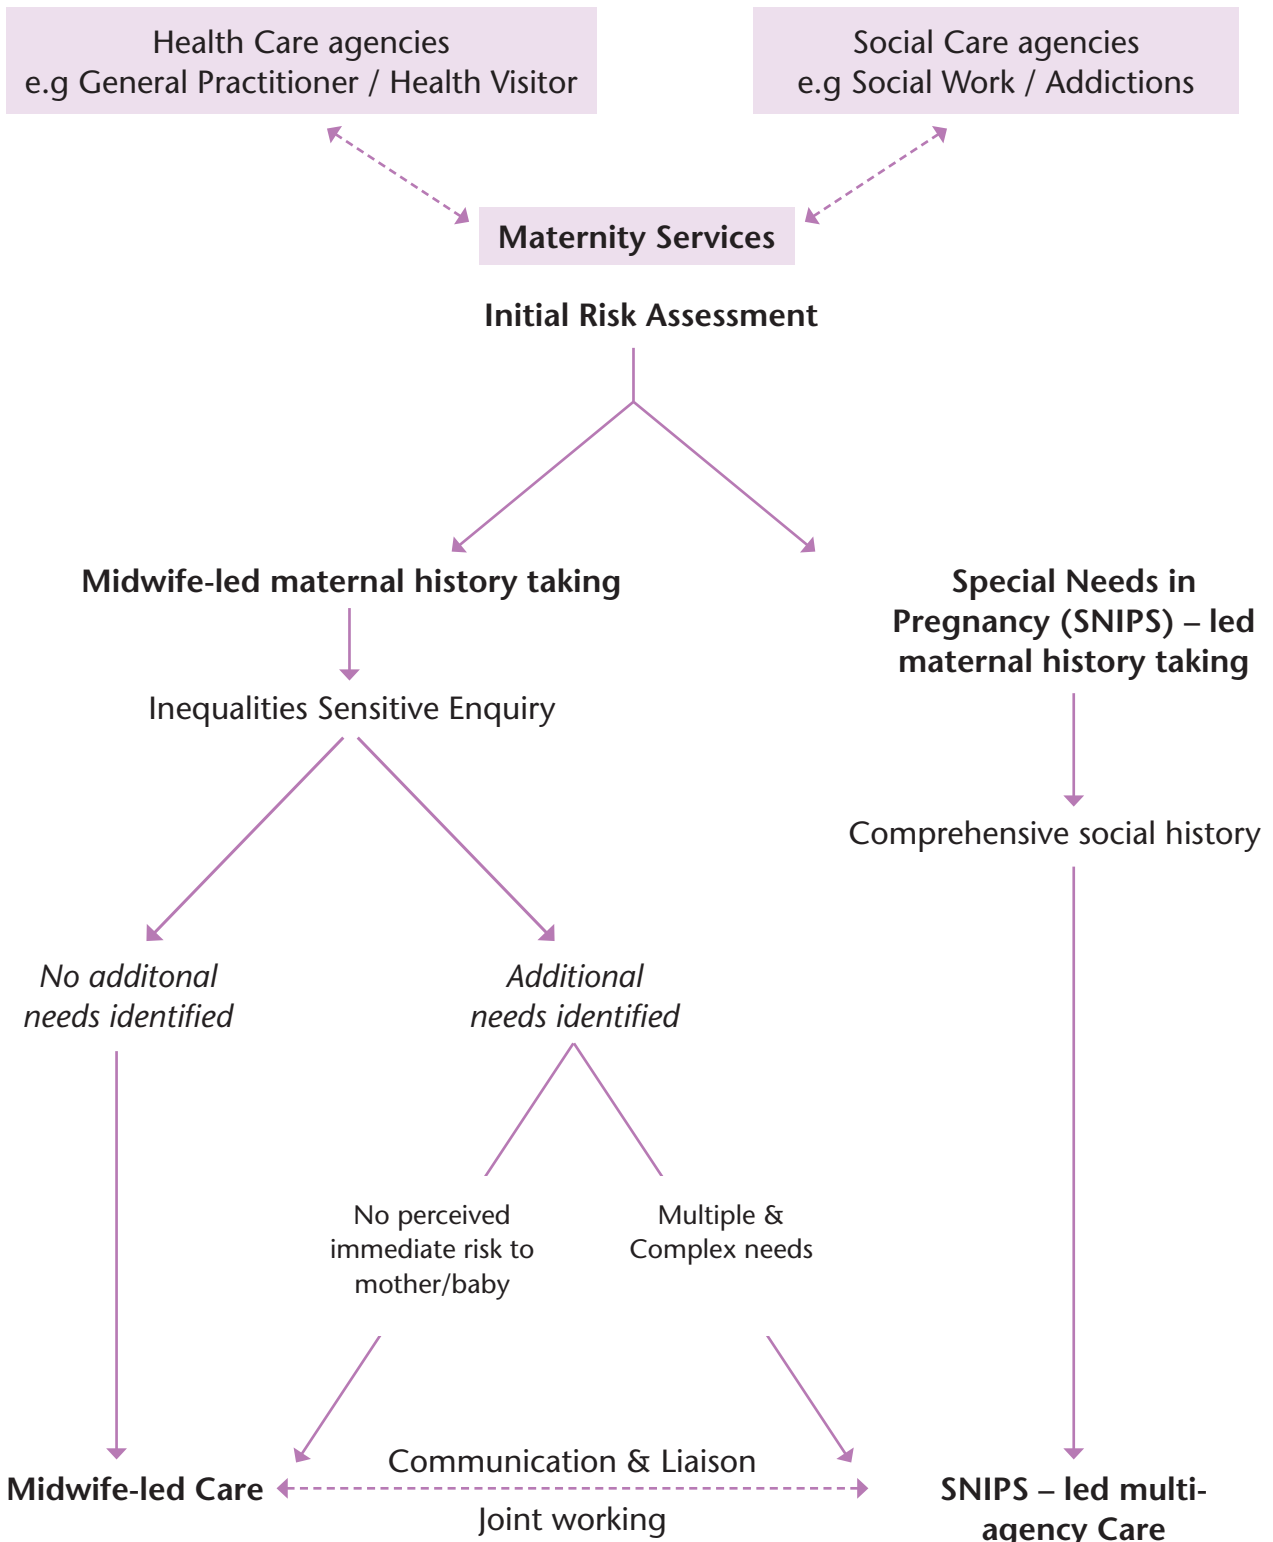 Health Care agencies
e.g General Practitioner / Health Visitor
Social Care agencies
e.g Social Work / Addictions
Maternity Services
Initial Risk Assessment
Midwife-led maternal history taking
Special Needs in
Pregnancy (SNIPS) – led
maternal history taking
Inequalities Sensitive Enquiry
Comprehensive social history
No additonal
needs identified
Additional
needs identified
No perceived
immediate risk to
mother/baby
Multiple &
Complex needs
Midwife-led Care
Communication & Liaison
Joint working
SNIPS – led multi-
agency Care